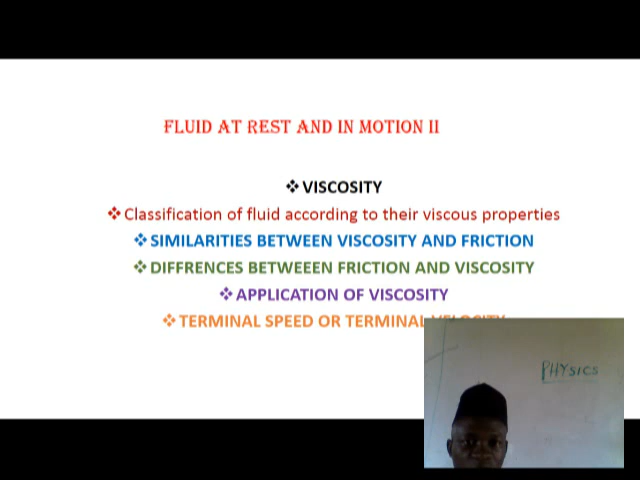 FLUID AT REST AND IN MOTION II
❖VISCOSITY
❖Classification of fluid according to their viscous properties
❖SIMILARITIES BETWEEN VISCOSITY AND FRICTION
❖DIFFRENCES BETWEEEN FRICTION AND VISCOSITY
❖APPLICATION OF VISCOSITY
❖TERMINAL SPEED OR TERMINAL VELOCITY
PHYSICS